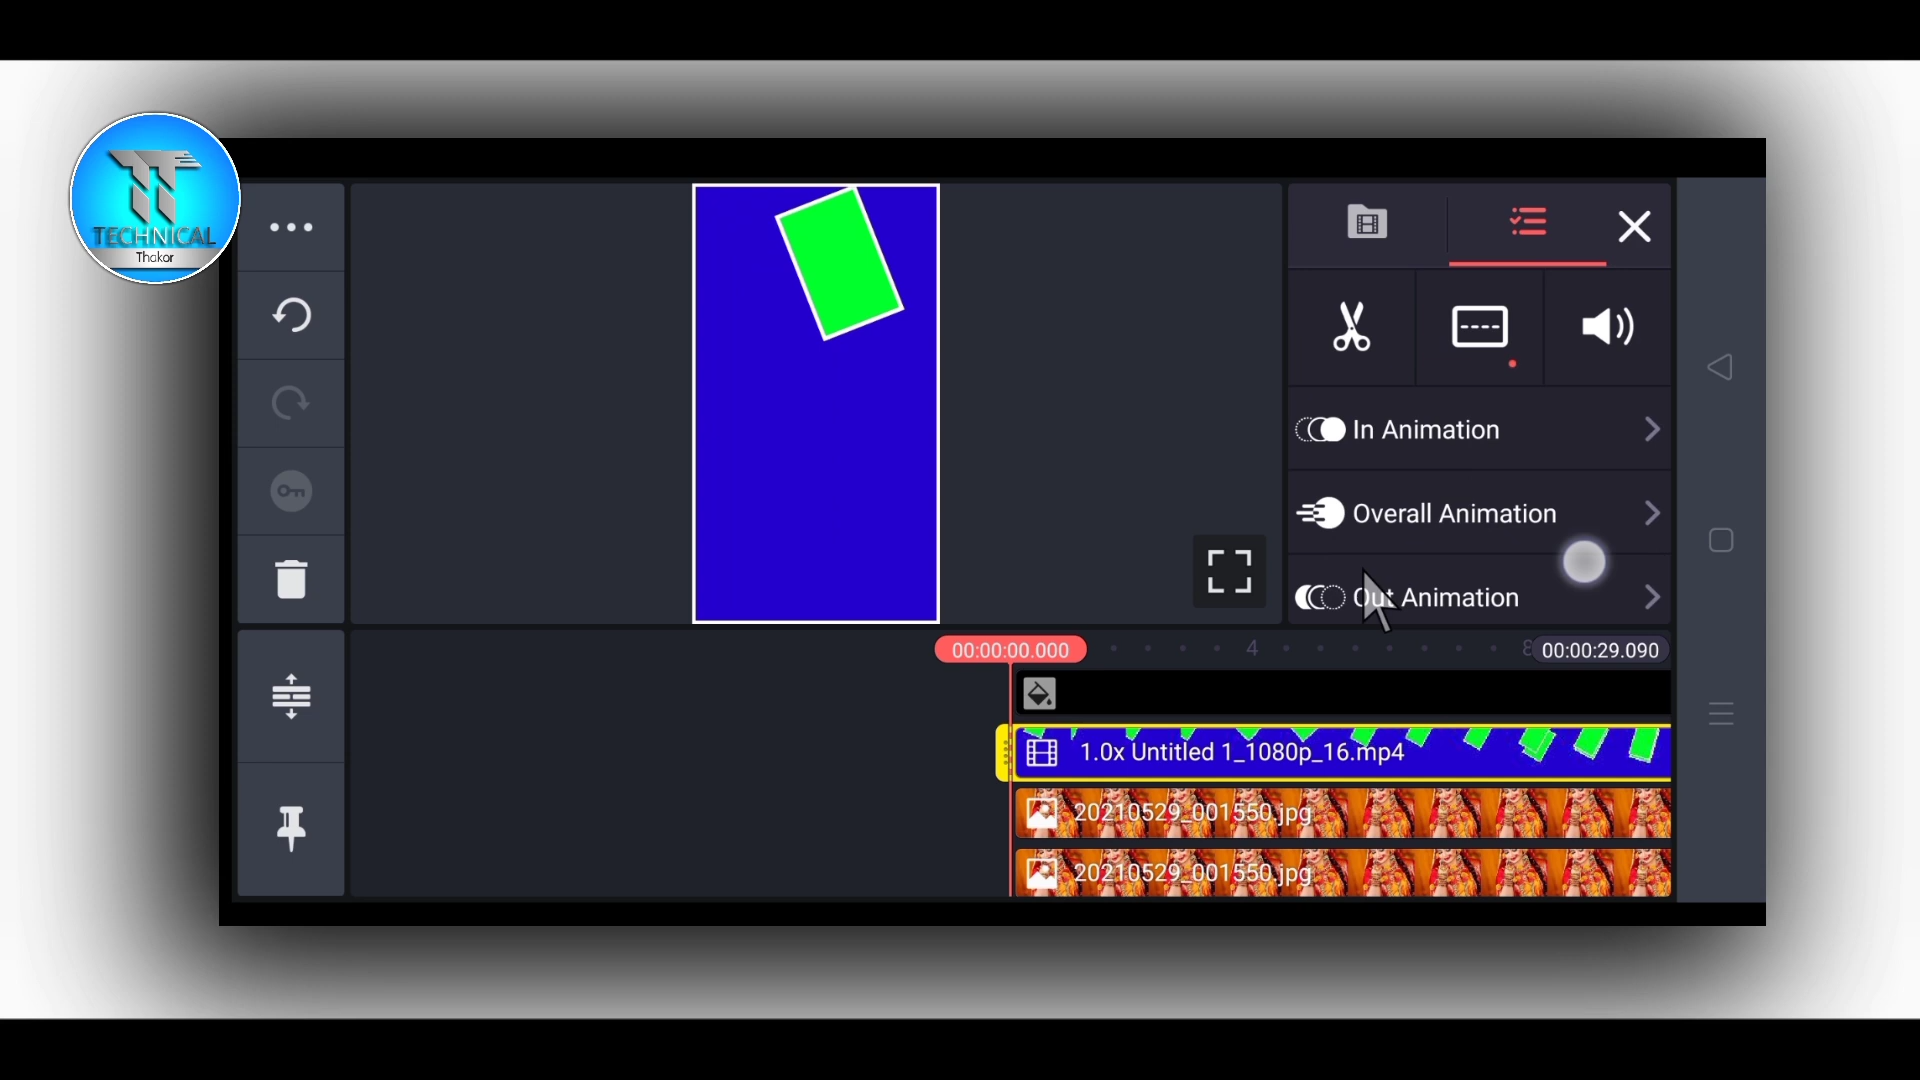 TECHNICAL
Thakor
In Animation
Overall Animation
Out Animation
00:00:00.000
4
8
00:00:29.090
1.0x Untitled 1_1080p_16.mp4
20210529_001550.jpg
20210529_001550.jpg